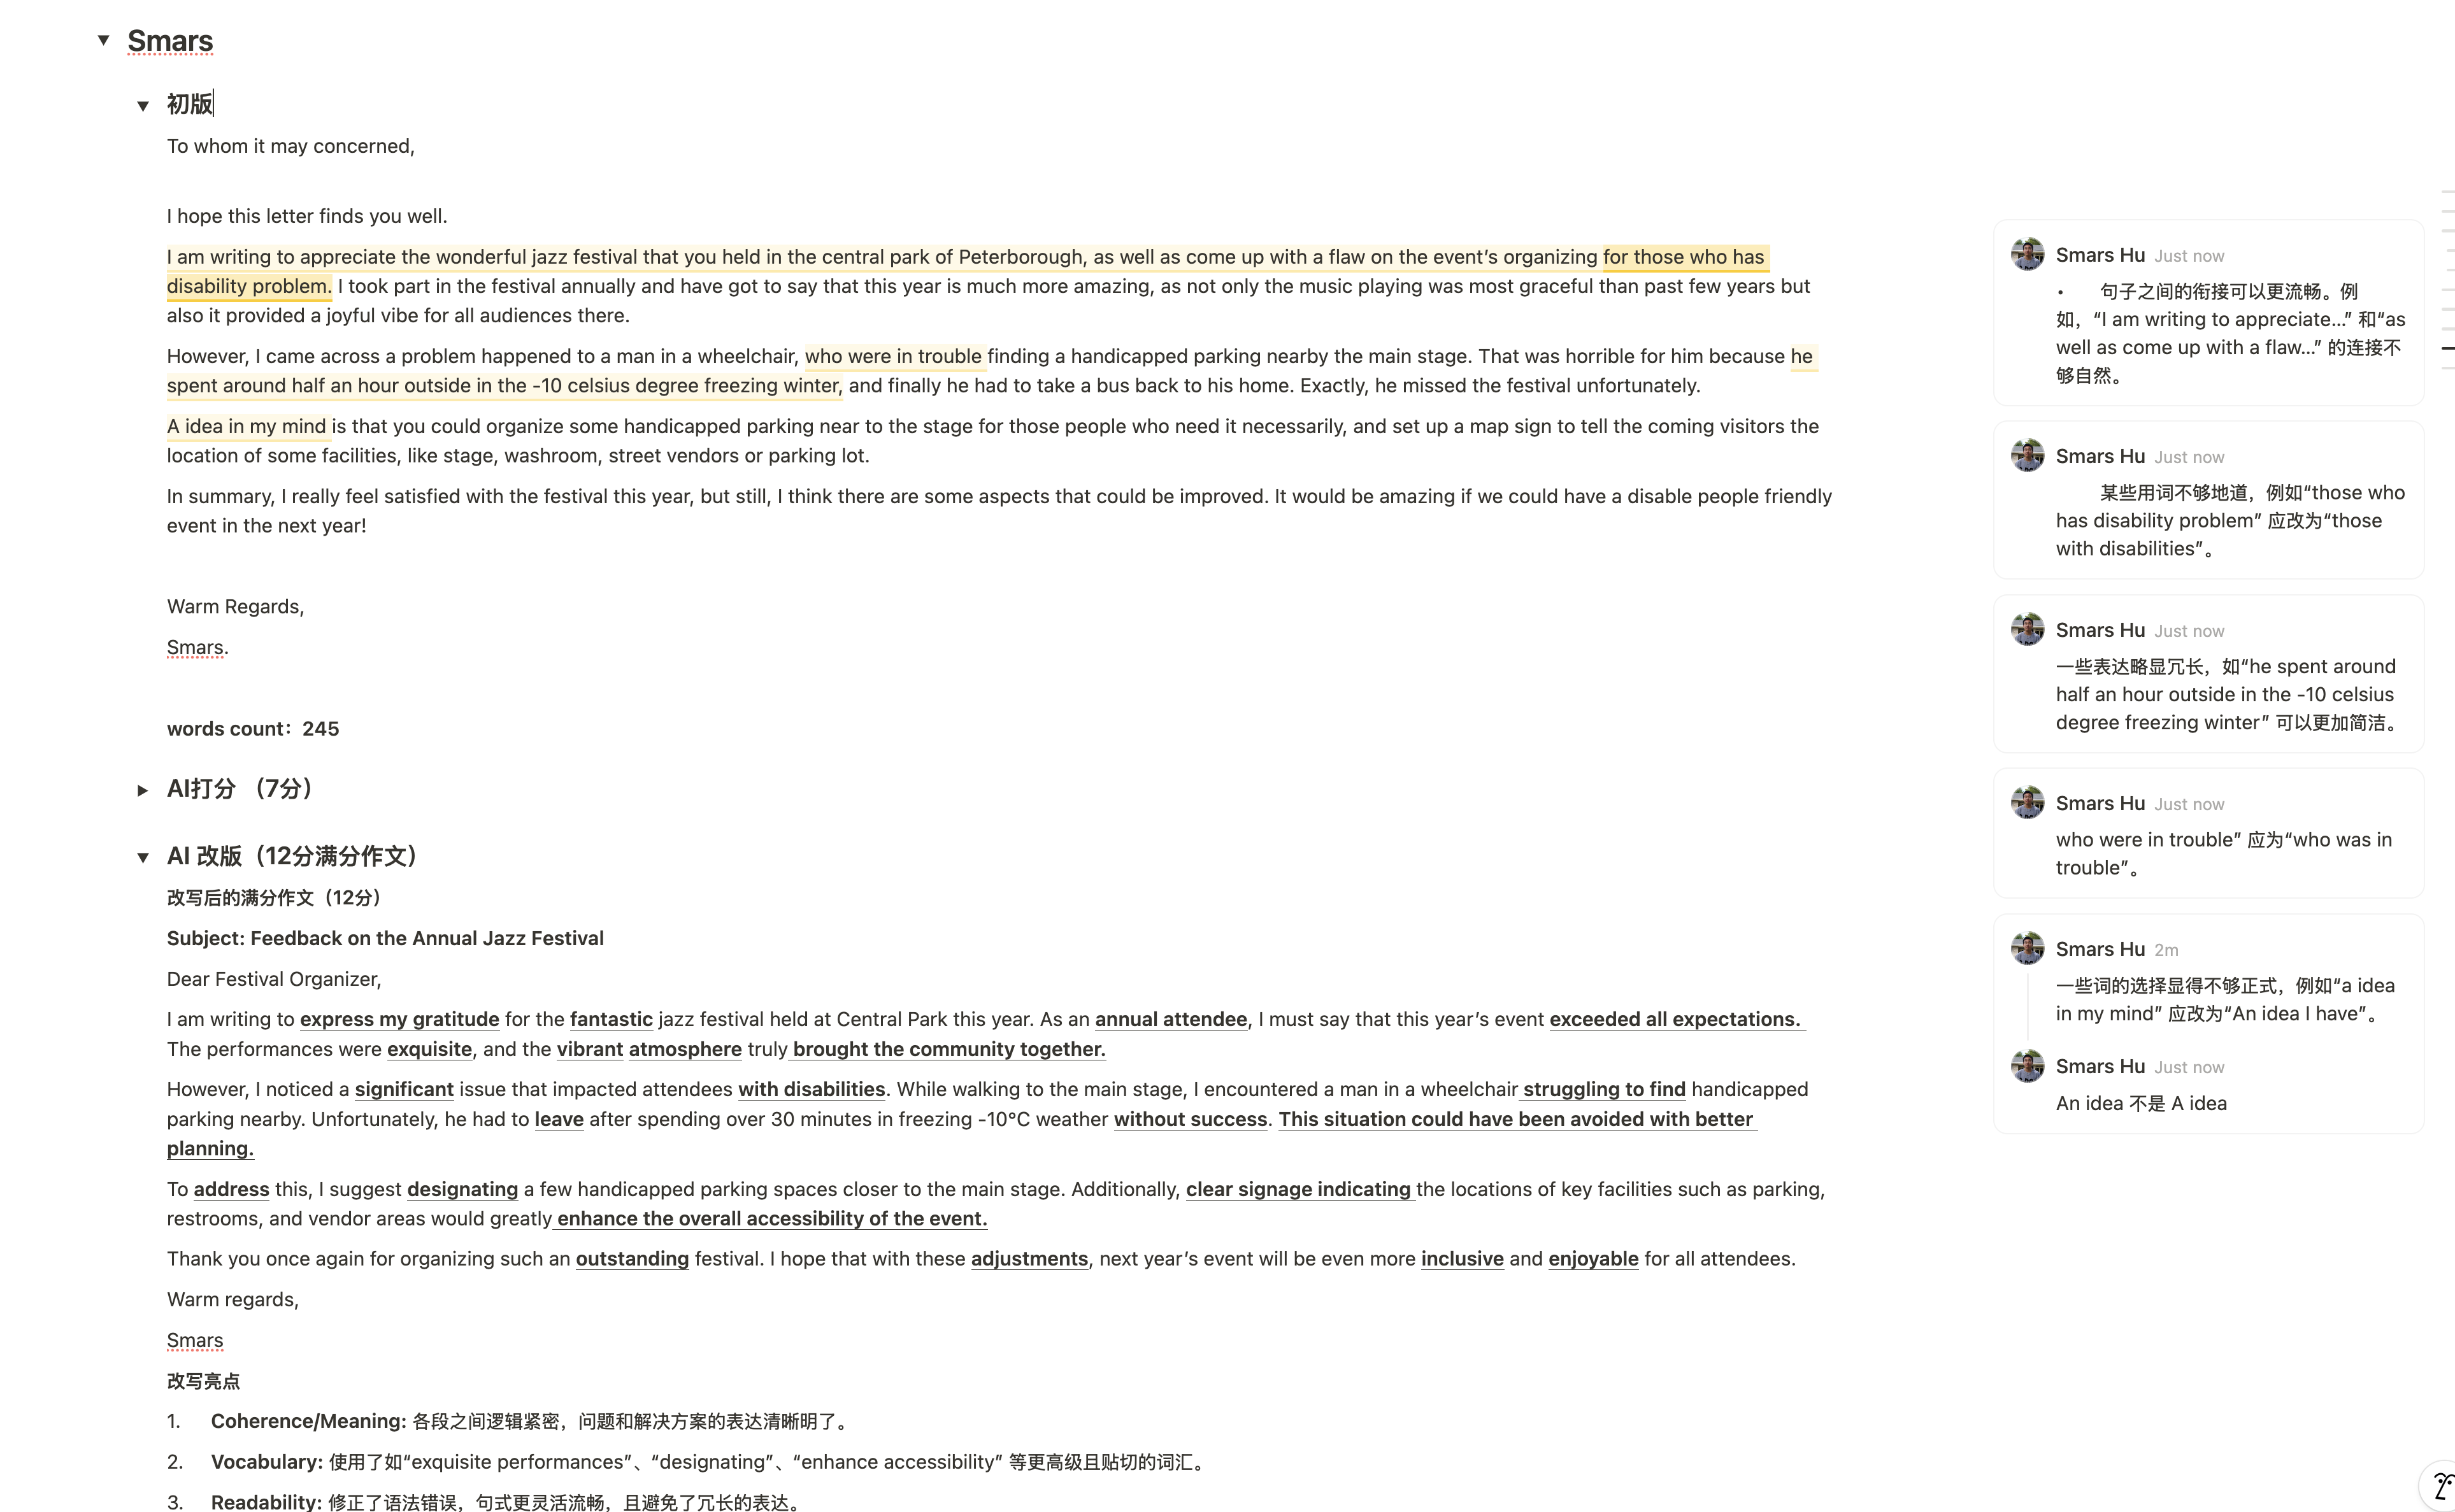 Smars
初版
To whom it may concerned,
I hope this letter finds you well.
I am writing to appreciate the wonderful jazz festival that you held in the central park of Peterborough, as well as come up with a flaw on the event’s organizing for those who has
disability problem. I took part in the festival annually and have got to say that this year is much more amazing, as not only the music playing was most graceful than past few years but
also it provided a joyful vibe for all audiences there.
However, I came across a problem happened to a man in a wheelchair, who were in trouble finding a handicapped parking nearby the main stage. That was horrible for him because he
spent around half an hour outside in the -10 celsius degree freezing winter, and finally he had to take a bus back to his home. Exactly, he missed the festival unfortunately.
A idea in my mind is that you could organize some handicapped parking near to the stage for those people who need it necessarily, and set up a map sign to tell the coming visitors the
location of some facilities, like stage, washroom, street vendors or parking lot.
In summary, I really feel satisfied with the festival this year, but still, I think there are some aspects that could be improved. It would be amazing if we could have a disable people friendly
event in the next year!
Warm Regards,
Smars.
words count：245
AI打分 （7分）
AI 改版（12分满分作文）
改写后的满分作文（12分）
Subject: Feedback on the Annual Jazz Festival
Dear Festival Organizer,
I am writing to express my gratitude for the fantastic jazz festival held at Central Park this year. As an annual attendee, I must say that this year’s event exceeded all expectations.
The performances were exquisite, and the vibrant atmosphere truly brought the community together.
However, I noticed a significant issue that impacted attendees with disabilities. While walking to the main stage, I encountered a man in a wheelchair struggling to find handicapped
parking nearby. Unfortunately, he had to leave after spending over 30 minutes in freezing -10°C weather without success. This situation could have been avoided with better
planning.
To address this, I suggest designating a few handicapped parking spaces closer to the main stage. Additionally, clear signage indicating the locations of key facilities such as parking,
restrooms, and vendor areas would greatly enhance the overall accessibility of the event.
Thank you once again for organizing such an outstanding festival. I hope that with these adjustments, next year’s event will be even more inclusive and enjoyable for all attendees.
Warm regards,
Smars
改写亮点
1. Coherence/Meaning: 各段之间逻辑紧密，问题和解决方案的表达清晰明了。
2. Vocabulary: 使用了如“exquisite performances”、“designating”、“enhance accessibility” 等更高级且贴切的词汇。
3. Readability: 修正了语法错误，句式更灵活流畅，且避免了冗长的表达。
Smars Hu Just now
• 句子之间的衔接可以更流畅。例
如，“I am writing to appreciate...” 和“as
well as come up with a flaw...” 的连接不
够自然。
Smars Hu Just now
某些用词不够地道，例如“those who
has disability problem” 应改为“those
with disabilities”。
Smars Hu Just now
一些表达略显冗长，如“he spent around
half an hour outside in the -10 celsius
degree freezing winter” 可以更加简洁。
Smars Hu Just now
who were in trouble” 应为“who was in
trouble”。
Smars Hu 2m
一些词的选择显得不够正式，例如“a idea
in my mind” 应改为“An idea I have”。
Smars Hu Just now
An idea 不是 A idea